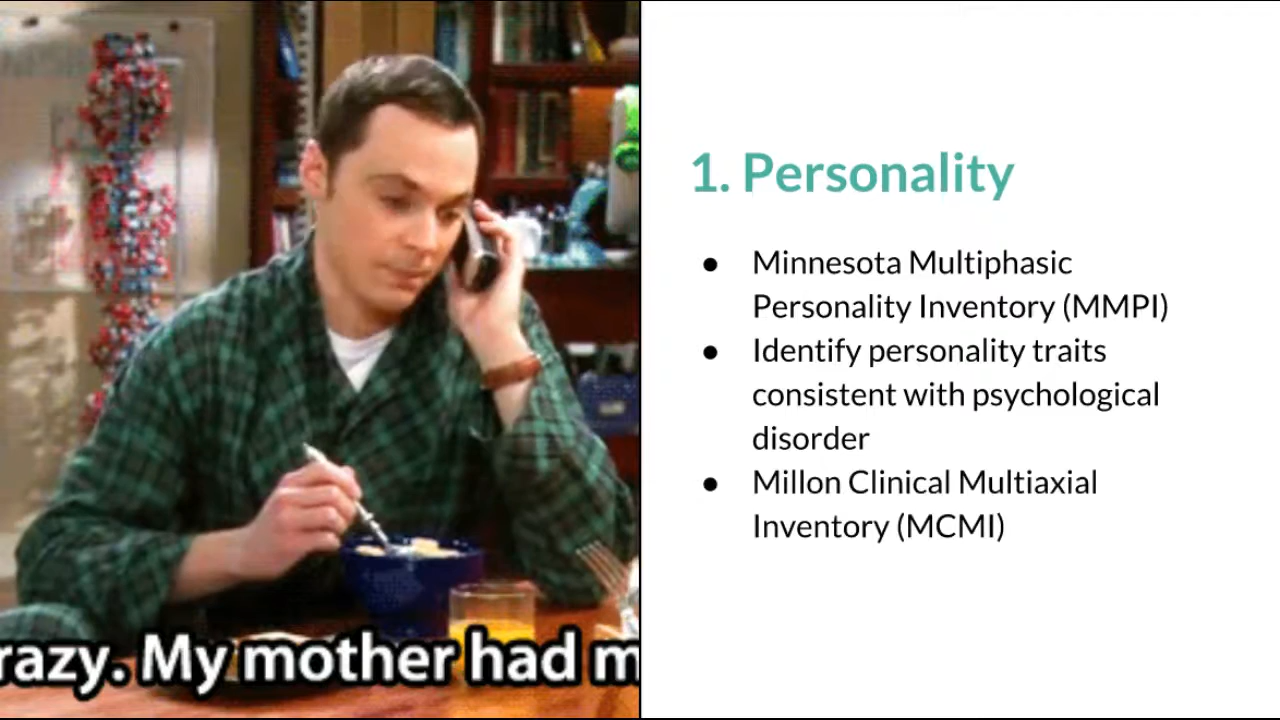 razy. My mother had m
1. Personality
● Minnesota Multiphasic
Personality Inventory (MMPI)
● Identify personality traits
consistent with psychological
disorder
● Millon Clinical Multiaxial
Inventory (MCMI)